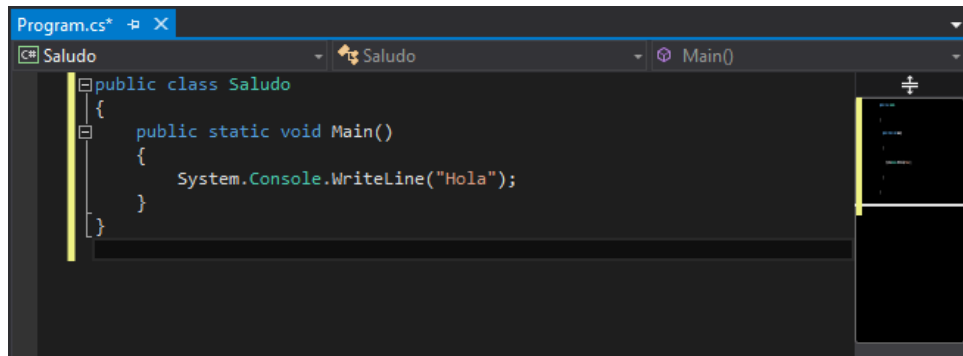 Program.cs*
C# Saludo Saludo Main()
public class Saludo
{
public static void Main()
{
System.Console.WriteLine("Hola");
}
}